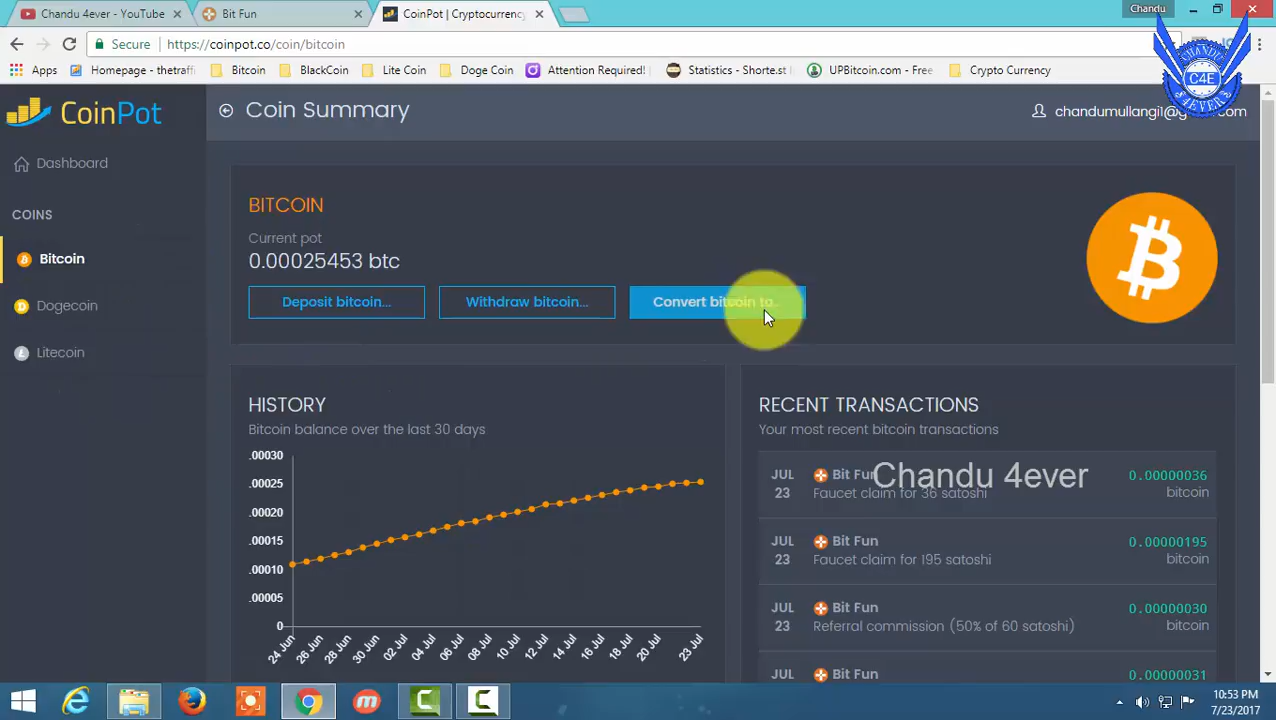 Chandu 4ever - YouTube
Bit Fun
CoinPot | Cryptocurrency
Chandu
Secure
https://coinpot.co/coin/bitcoin
Apps
Homepage - thetraffi
Bitcoin
BlackCoin
Lite Coin
Doge Coin
Attention Required!
Statistics - Shorte.st
UPBitcoin.com - Free
Crypto Currency
CHANDU
C4E
4EVER
CoinPot
Coin Summary
Dashboard
COINS
Bitcoin
Dogecoin
Litecoin
BITCOIN
Current pot
0.00025453 btc
Deposit bitcoin...
Withdraw bitcoin...
Convert bitcoin to...
HISTORY
Bitcoin balance over the last 30 days
.00030
.00025
.00020
.00015
.00010
.00005
0
24 Jun
26 Jun
28 Jun
30 Jun
02 Jul
04 Jul
06 Jul
08 Jul
10 Jul
12 Jul
14 Jul
16 Jul
18 Jul
20 Jul
23 Jul
RECENT TRANSACTIONS
Your most recent bitcoin transactions
JUL 23
Bit Fun
Faucet claim for 36 satoshi
0.00000036
bitcoin
Chandu 4ever
JUL 23
Bit Fun
Faucet claim for 195 satoshi
0.00000195
bitcoin
JUL 23
Bit Fun
Referral commission (50% of 60 satoshi)
0.00000030
bitcoin
JUL
Bit Fun
0.00000031
10:53 PM
7/23/2017